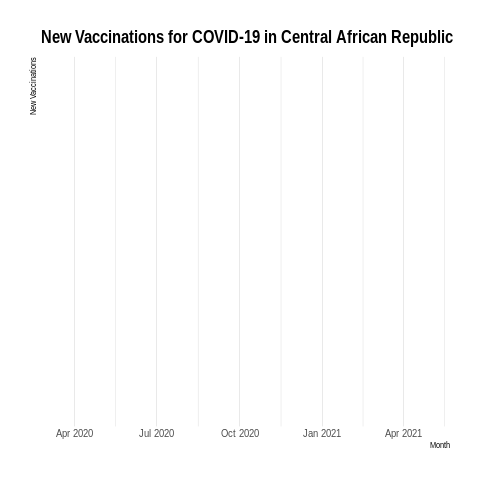 New Vaccinations for COVID-19 in Central African Republic
New Vaccinations
Apr 2020 Jul 2020 Oct 2020 Jan 2021 Apr 2021
Month